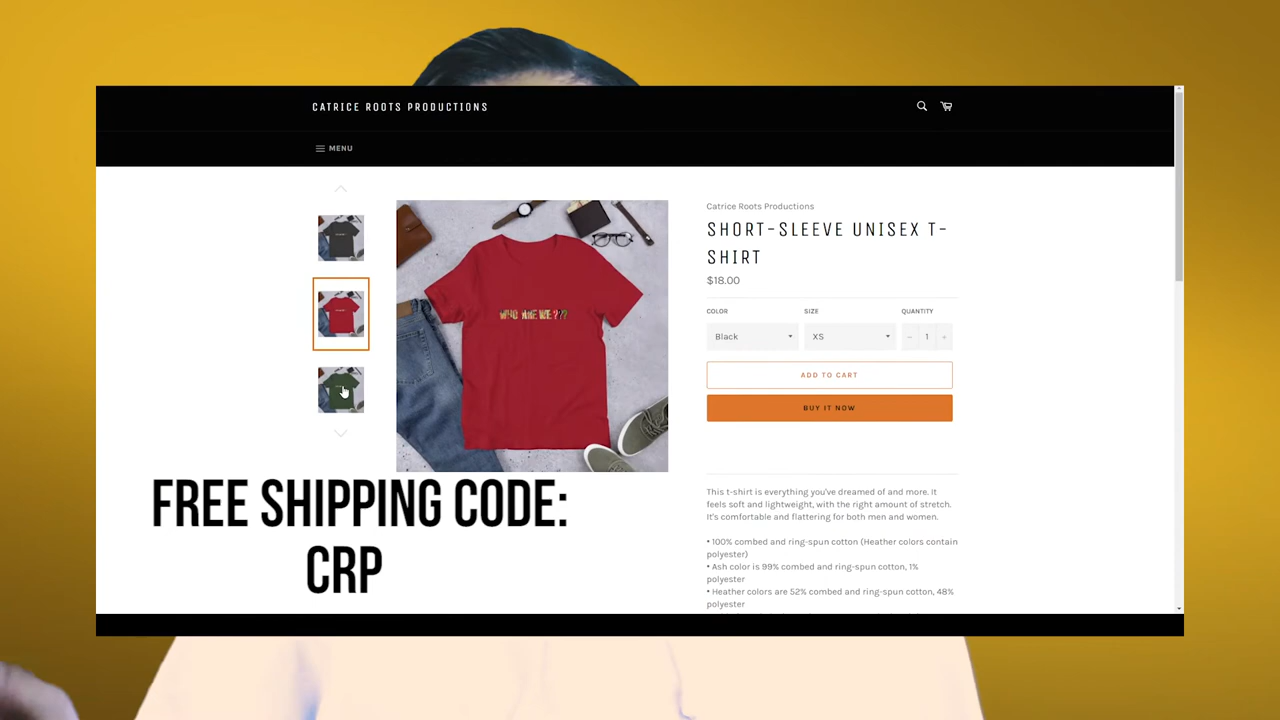 CATRICE ROOTS PRODUCTIONS
MENU
WHO ARE WE???
Catrice Roots Productions
SHORT-SLEEVE UNISEX T-
SHIRT
$18.00
COLOR SIZE QUANTITY
Black XS − 1 +
ADD TO CART
BUY IT NOW
This t-shirt is everything you've dreamed of and more. It
feels soft and lightweight, with the right amount of stretch.
It's comfortable and flattering for both men and women.
• 100% combed and ring-spun cotton (Heather colors contain
polyester)
• Ash color is 99% combed and ring-spun cotton, 1%
polyester
• Heather colors are 52% combed and ring-spun cotton, 48%
polyester
FREE SHIPPING CODE:
CRP